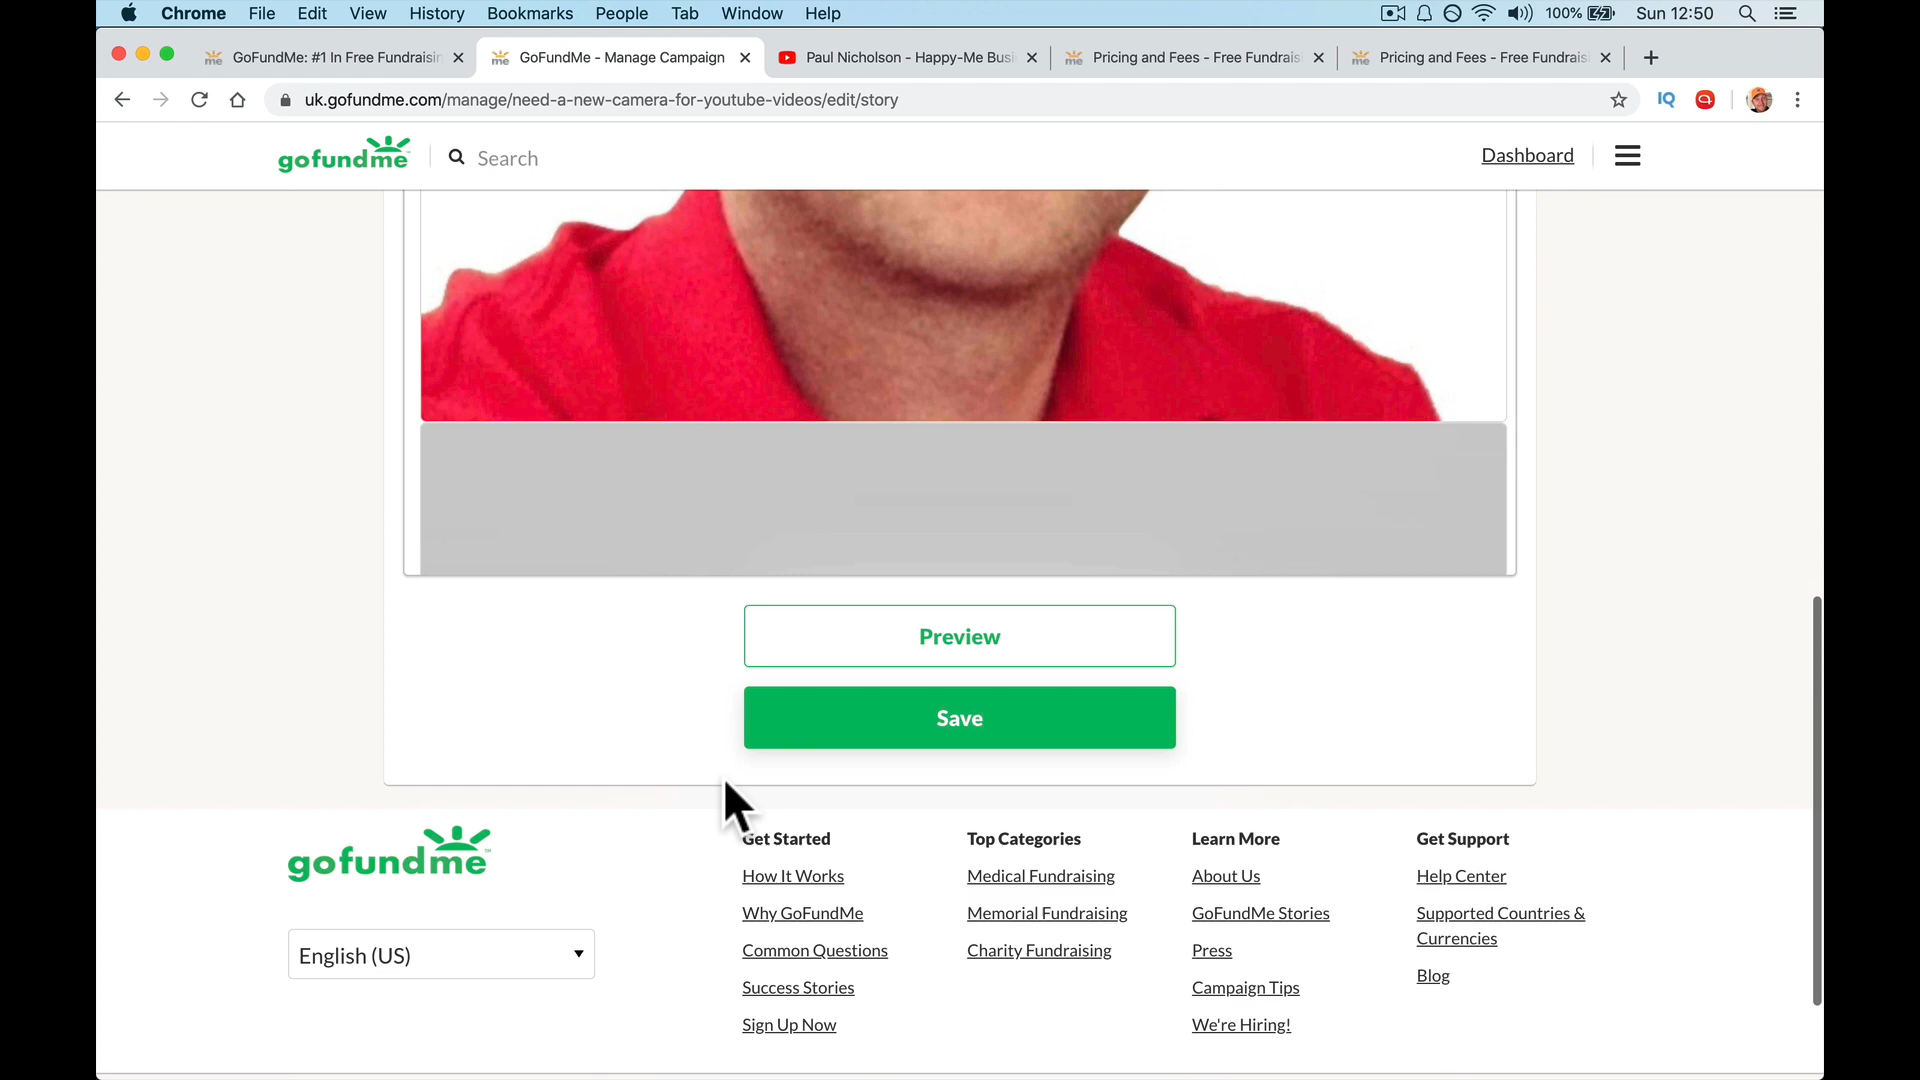 Chrome File Edit View History Bookmarks People Tab Window Help 100% Sun 12:50
GoFundMe: #1 In Free Fundraisin GoFundMe - Manage Campaign Paul Nicholson - Happy-Me Busi Pricing and Fees - Free Fundrais Pricing and Fees - Free Fundrais
uk.gofundme.com/manage/need-a-new-camera-for-youtube-videos/edit/story IQ
gofundme Search Dashboard
Preview
Save
gofundme
English (US)
Get Started
How It Works
Why GoFundMe
Common Questions
Success Stories
Sign Up Now
Top Categories
Medical Fundraising
Memorial Fundraising
Charity Fundraising
Learn More
About Us
GoFundMe Stories
Press
Campaign Tips
We're Hiring!
Get Support
Help Center
Supported Countries &
Currencies
Blog